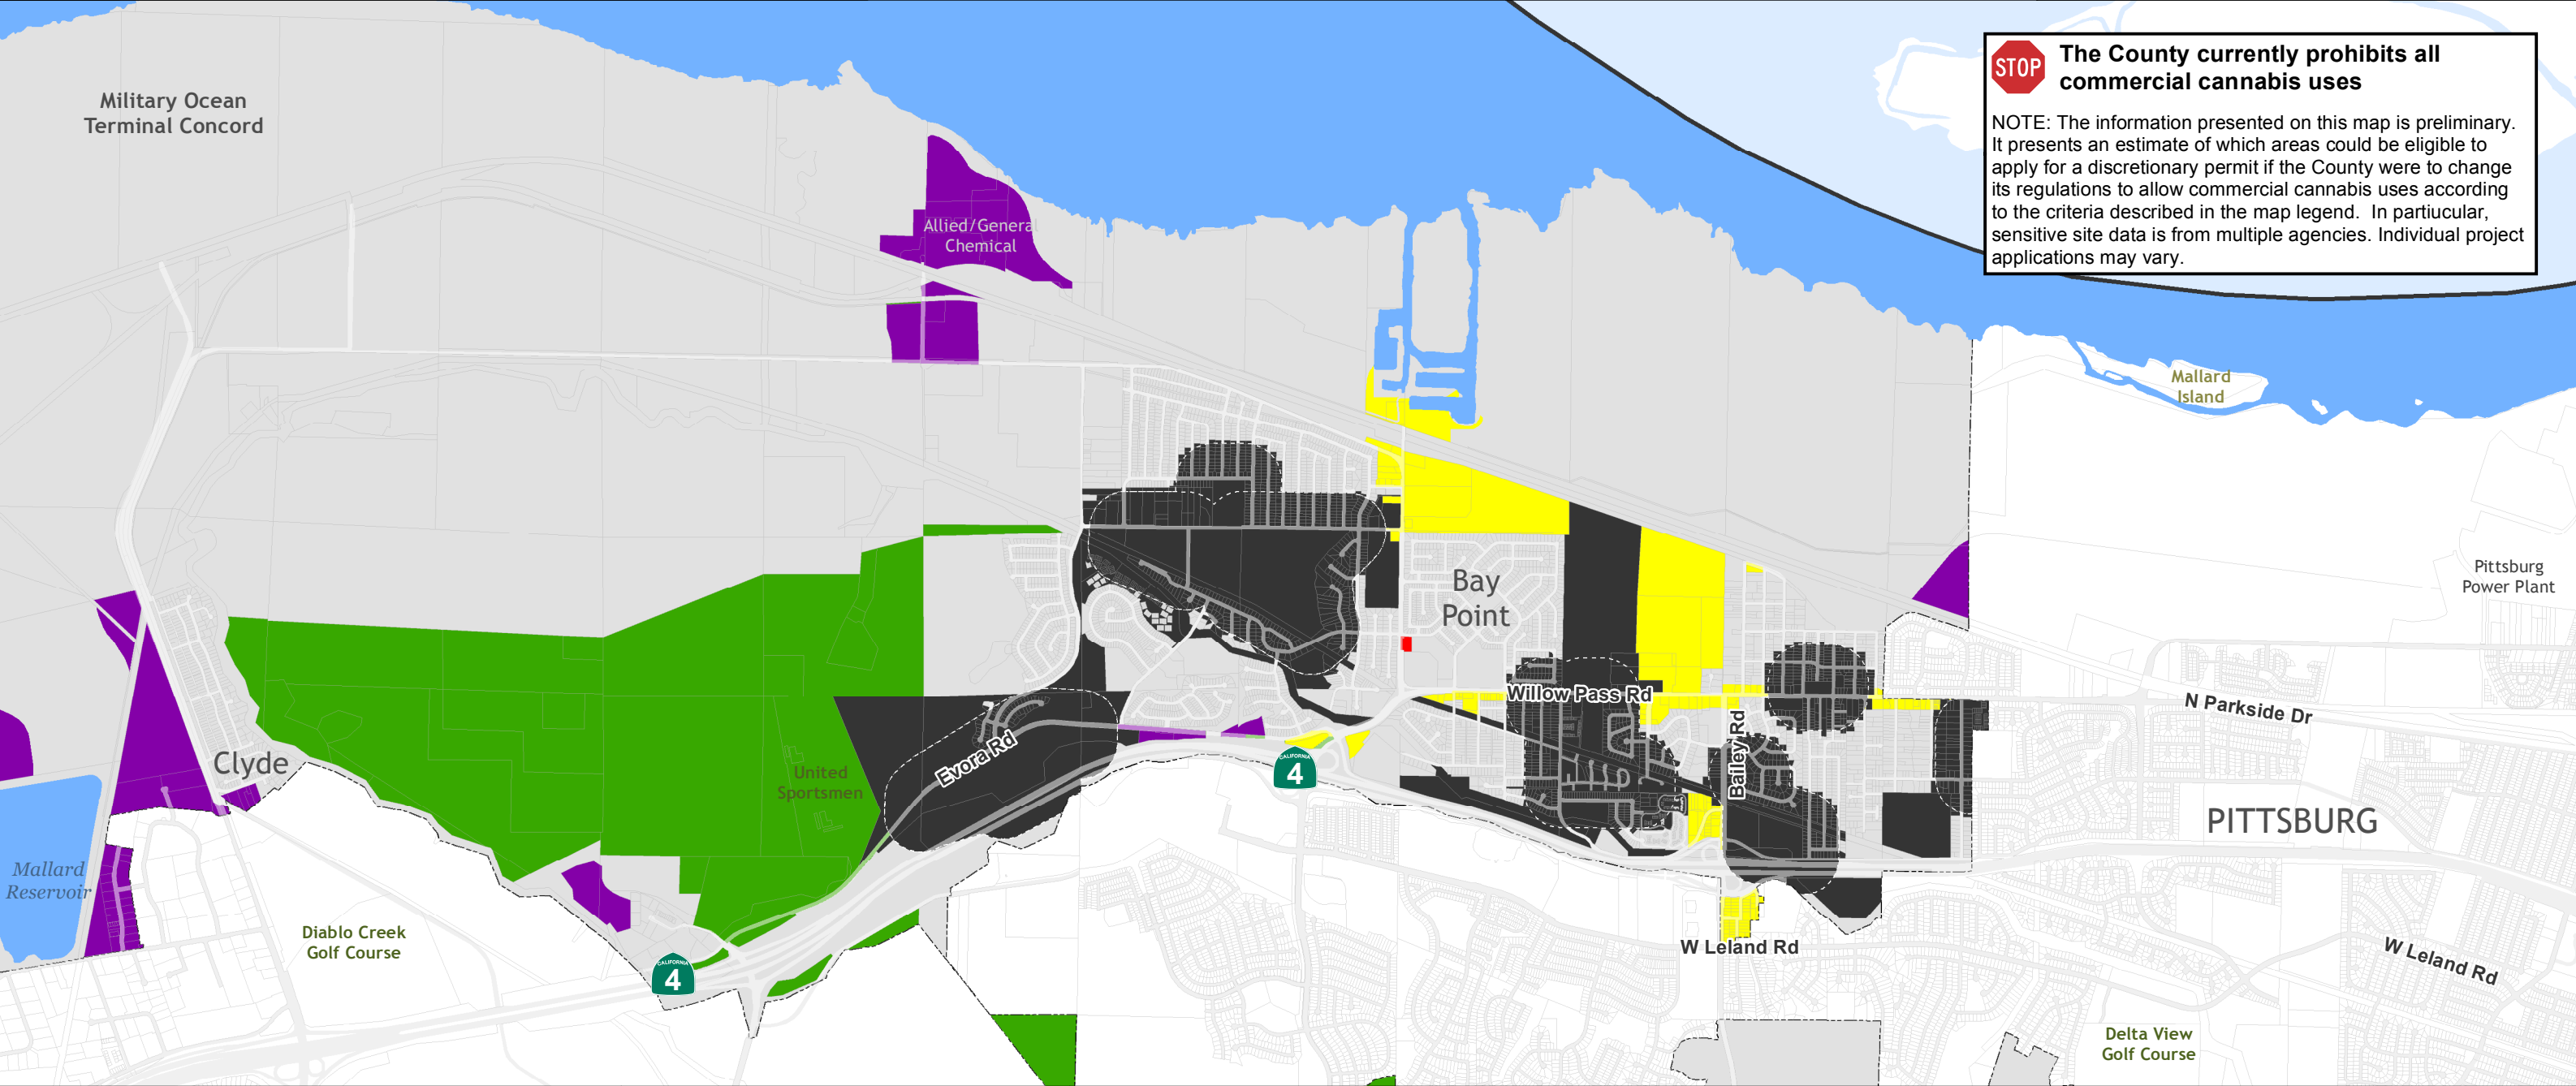 Military Ocean
Terminal Concord
STOP
The County currently prohibits all
commercial cannabis uses
NOTE: The information presented on this map is preliminary.
It presents an estimate of which areas could be eligible to
apply for a discretionary permit if the County were to change
its regulations to allow commercial cannabis uses according
to the criteria described in the map legend. In partiucular,
sensitive site data is from multiple agencies. Individual project
applications may vary.
Allied/General
Chemical
Mallard
Island
Bay
Point
Pittsburg
Power Plant
Willow Pass Rd
N Parkside Dr
Bailey Rd
Evora Rd
Clyde
United
Sportsmen
CALIFORNIA
4
PITTSBURG
Mallard
Reservoir
Diablo Creek
Golf Course
CALIFORNIA
4
W Leland Rd
W Leland Rd
Delta View
Golf Course